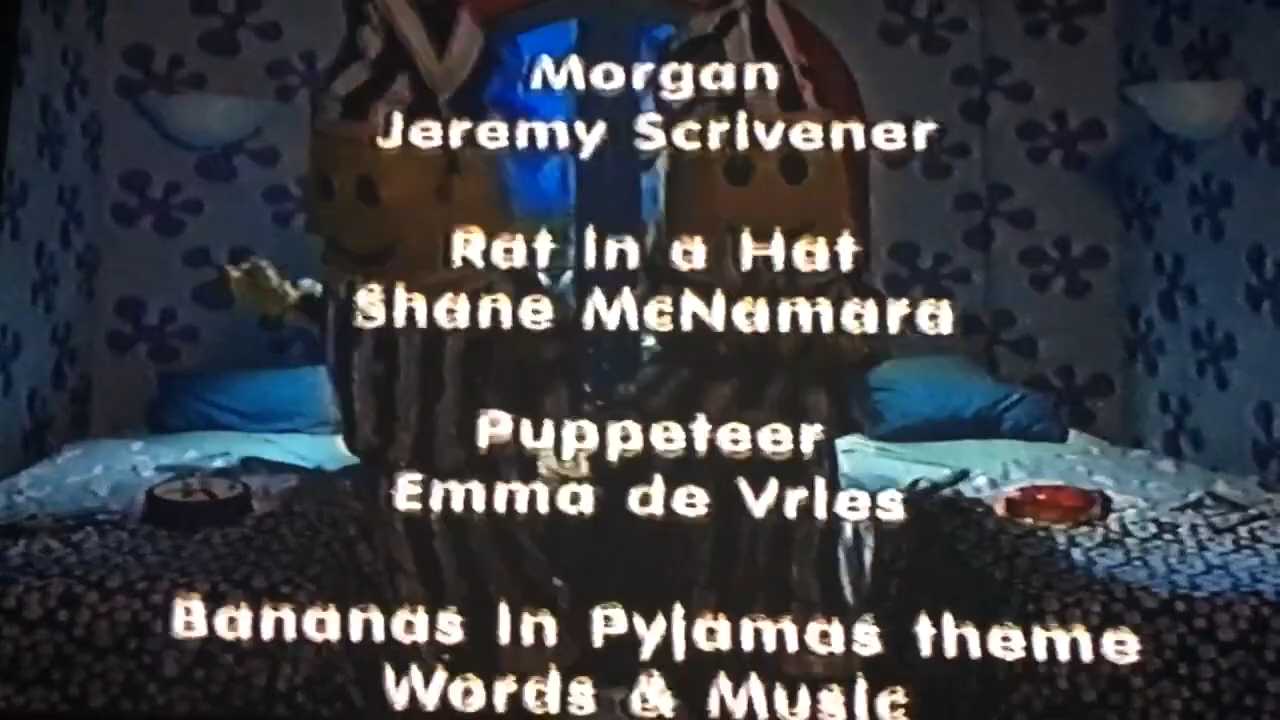 Morgan
Jeremy Scrivener
Rat in a Hat
Shane McNamara
Puppeteer
Emma de Vries
Bananas in Pyjamas theme
Words & Music